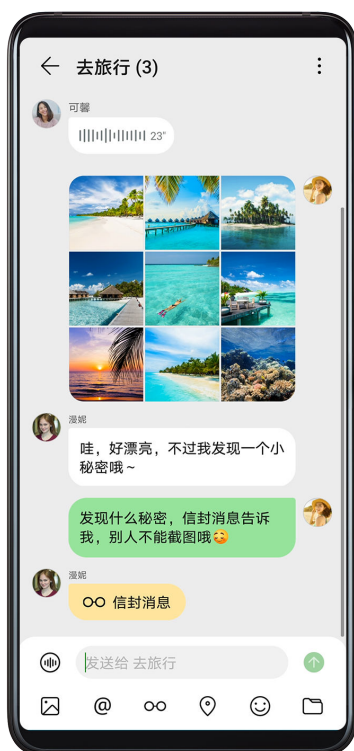 去旅行 (3)
可馨
23"
漫妮
哇，好漂亮，不过我发现一个小
秘密哦～
发现什么秘密，信封消息告诉
我，别人不能截图哦😊
漫妮
信封消息
发送给 去旅行
@